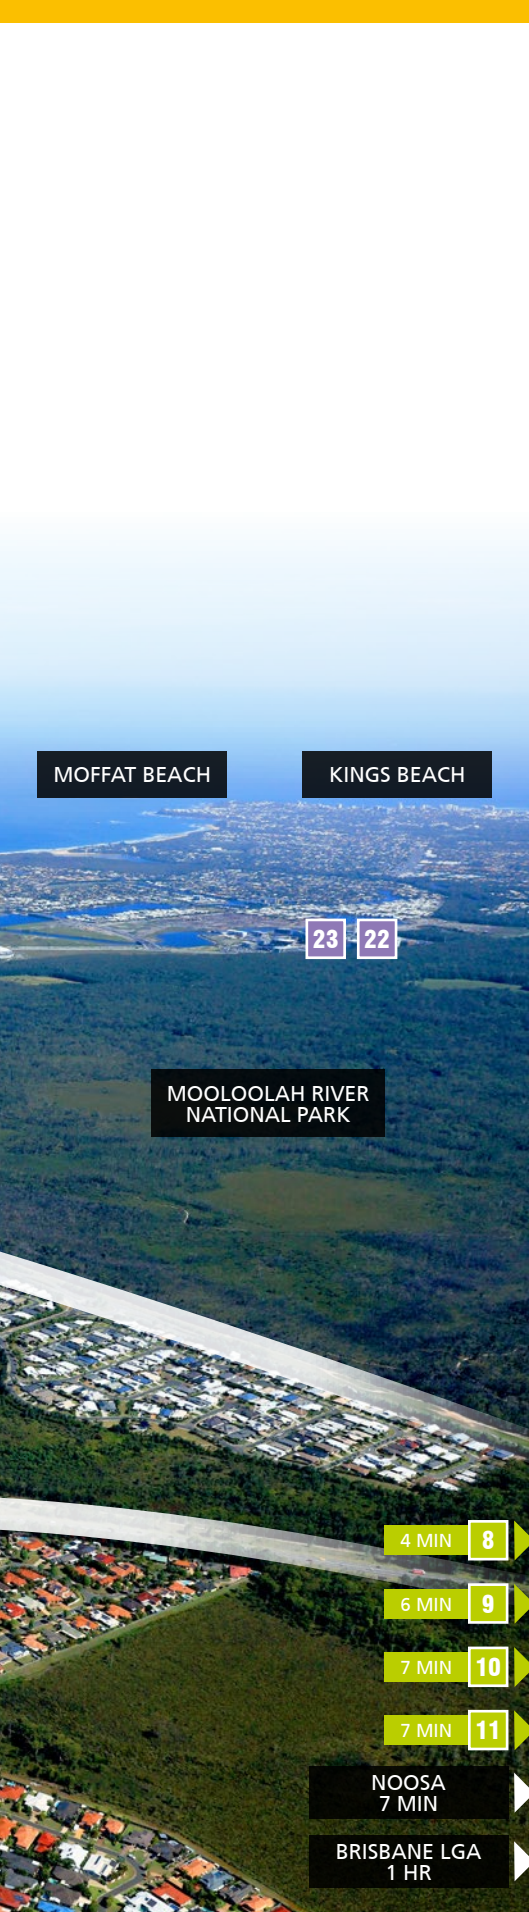 MOFFAT BEACH
KINGS BEACH
23
22
MOOLOOLAH RIVER
NATIONAL PARK
4 MIN 8
6 MIN 9
7 MIN 10
7 MIN 11
NOOSA
7 MIN
BRISBANE LGA
1 HR